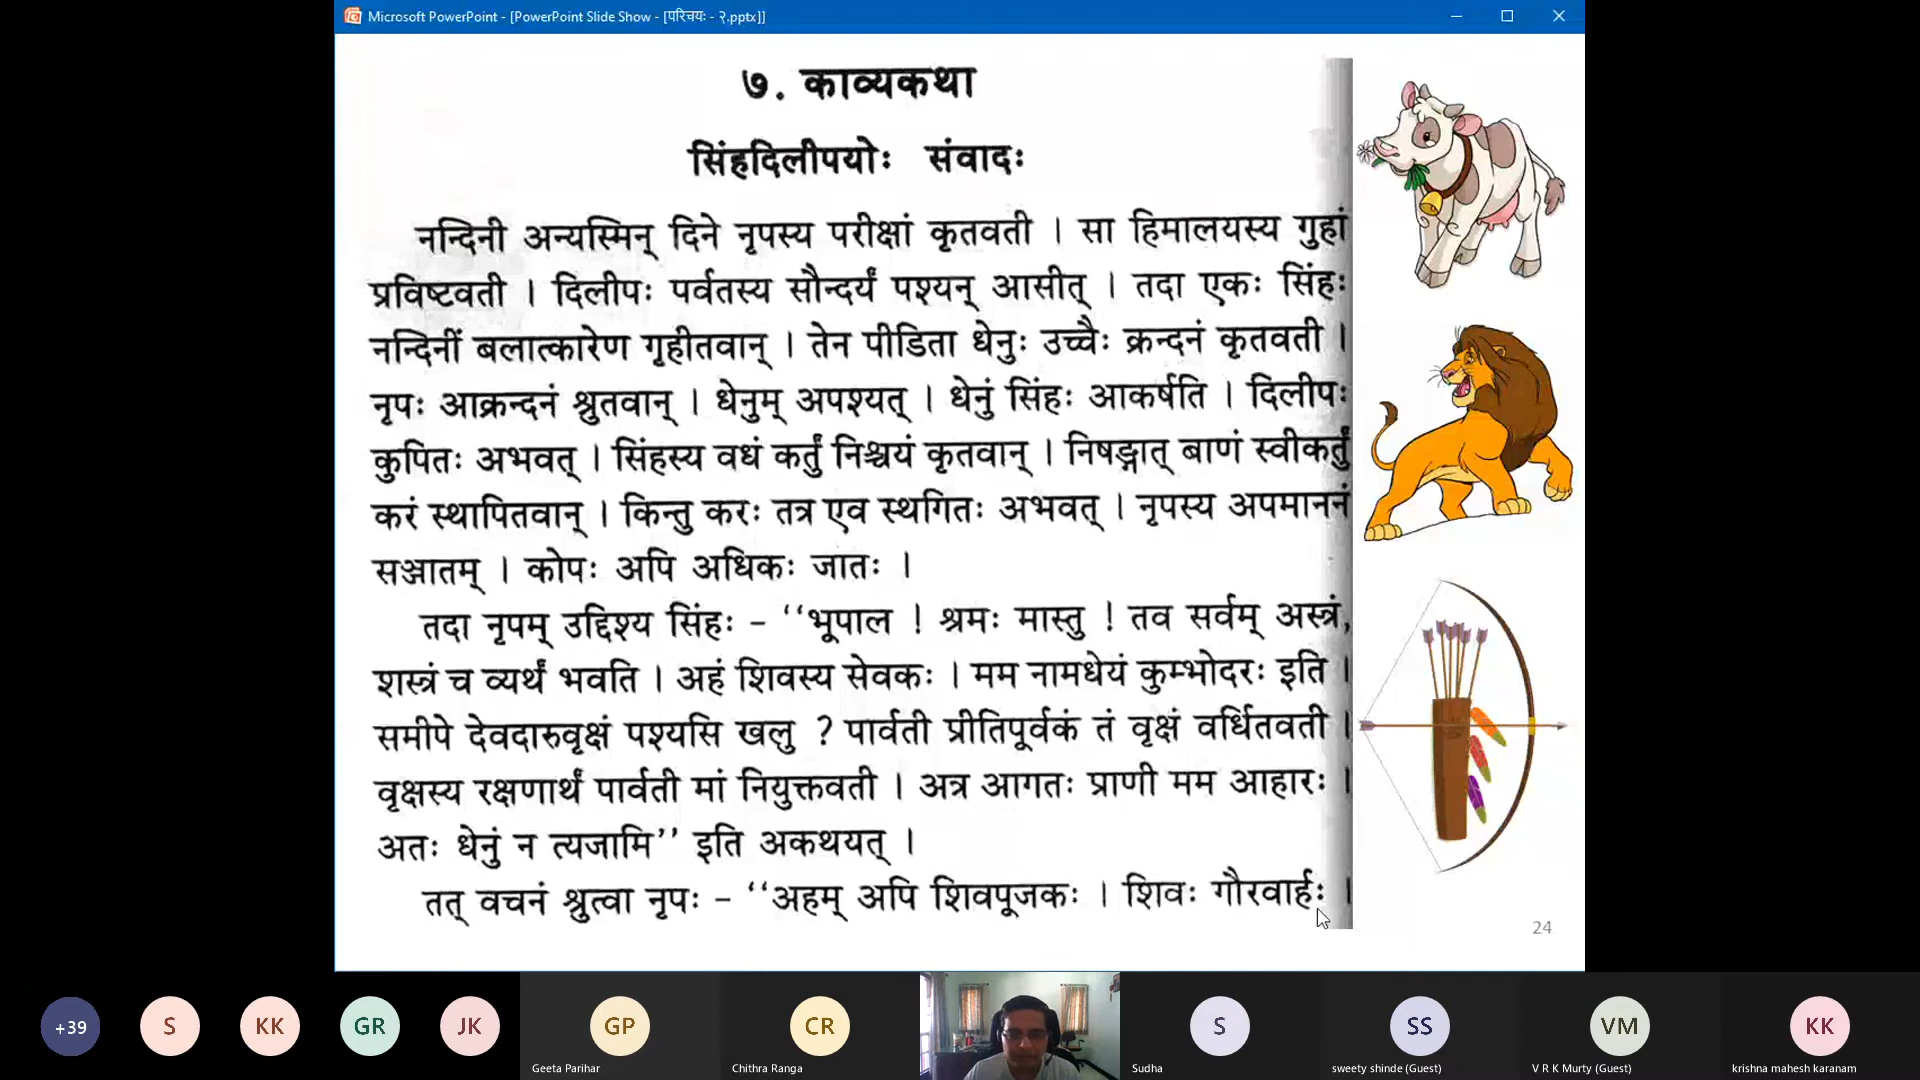 Microsoft PowerPoint - [PowerPoint Slide Show - [परिचयः - २.pptx]]
७. काव्यकथा
सिंहदिलीपयोः संवादः
नन्दिनी अन्यस्मिन् दिने नृपस्य परीक्षां कृतवती । सा हिमालयस्य गुहां
प्रविष्टवती । दिलीपः पर्वतस्य सौन्दर्यं पश्यन् आसीत् । तदा एकः सिंहः
नन्दिनीं बलात्कारेण गृहीतवान् । तेन पीडिता धेनुः उच्चैः क्रन्दनं कृतवती ।
नृपः आक्रन्दनं श्रुतवान् । धेनुम् अपश्यत् । धेनुं सिंहः आकर्षति । दिलीपः
कुपितः अभवत् । सिंहस्य वधं कर्तुं निश्चयं कृतवान् । निषङ्गात् बाणं स्वीकर्तुं
करं स्थापितवान् । किन्तु करः तत्र एव स्थगितः अभवत् । नृपस्य अपमाननं
सञ्जातम् । कोपः अपि अधिकः जातः ।
तदा नृपम् उद्दिश्य सिंहः – ‘‘भूपाल ! श्रमः मास्तु ! तव सर्वम् अस्त्रं,
शस्त्रं च व्यर्थं भवति । अहं शिवस्य सेवकः । मम नामधेयं कुम्भोदरः इति ।
समीपे देवदारुवृक्षं पश्यसि खलु ? पार्वती प्रीतिपूर्वकं तं वृक्षं वर्धितवती ।
वृक्षस्य रक्षणार्थं पार्वती मां नियुक्तवती । अत्र आगतः प्राणी मम आहारः ।
अतः धेनुं न त्यजामि’’ इति अकथयत् ।
तत् वचनं श्रुत्वा नृपः – ‘‘अहम् अपि शिवपूजकः । शिवः गौरवार्हः ।
24
+39 S KK GR JK GP CR S SS VM KK
Geeta Parihar Chithra Ranga Sudha sweety shinde (Guest) V R K Murty (Guest) krishna mahesh karanam